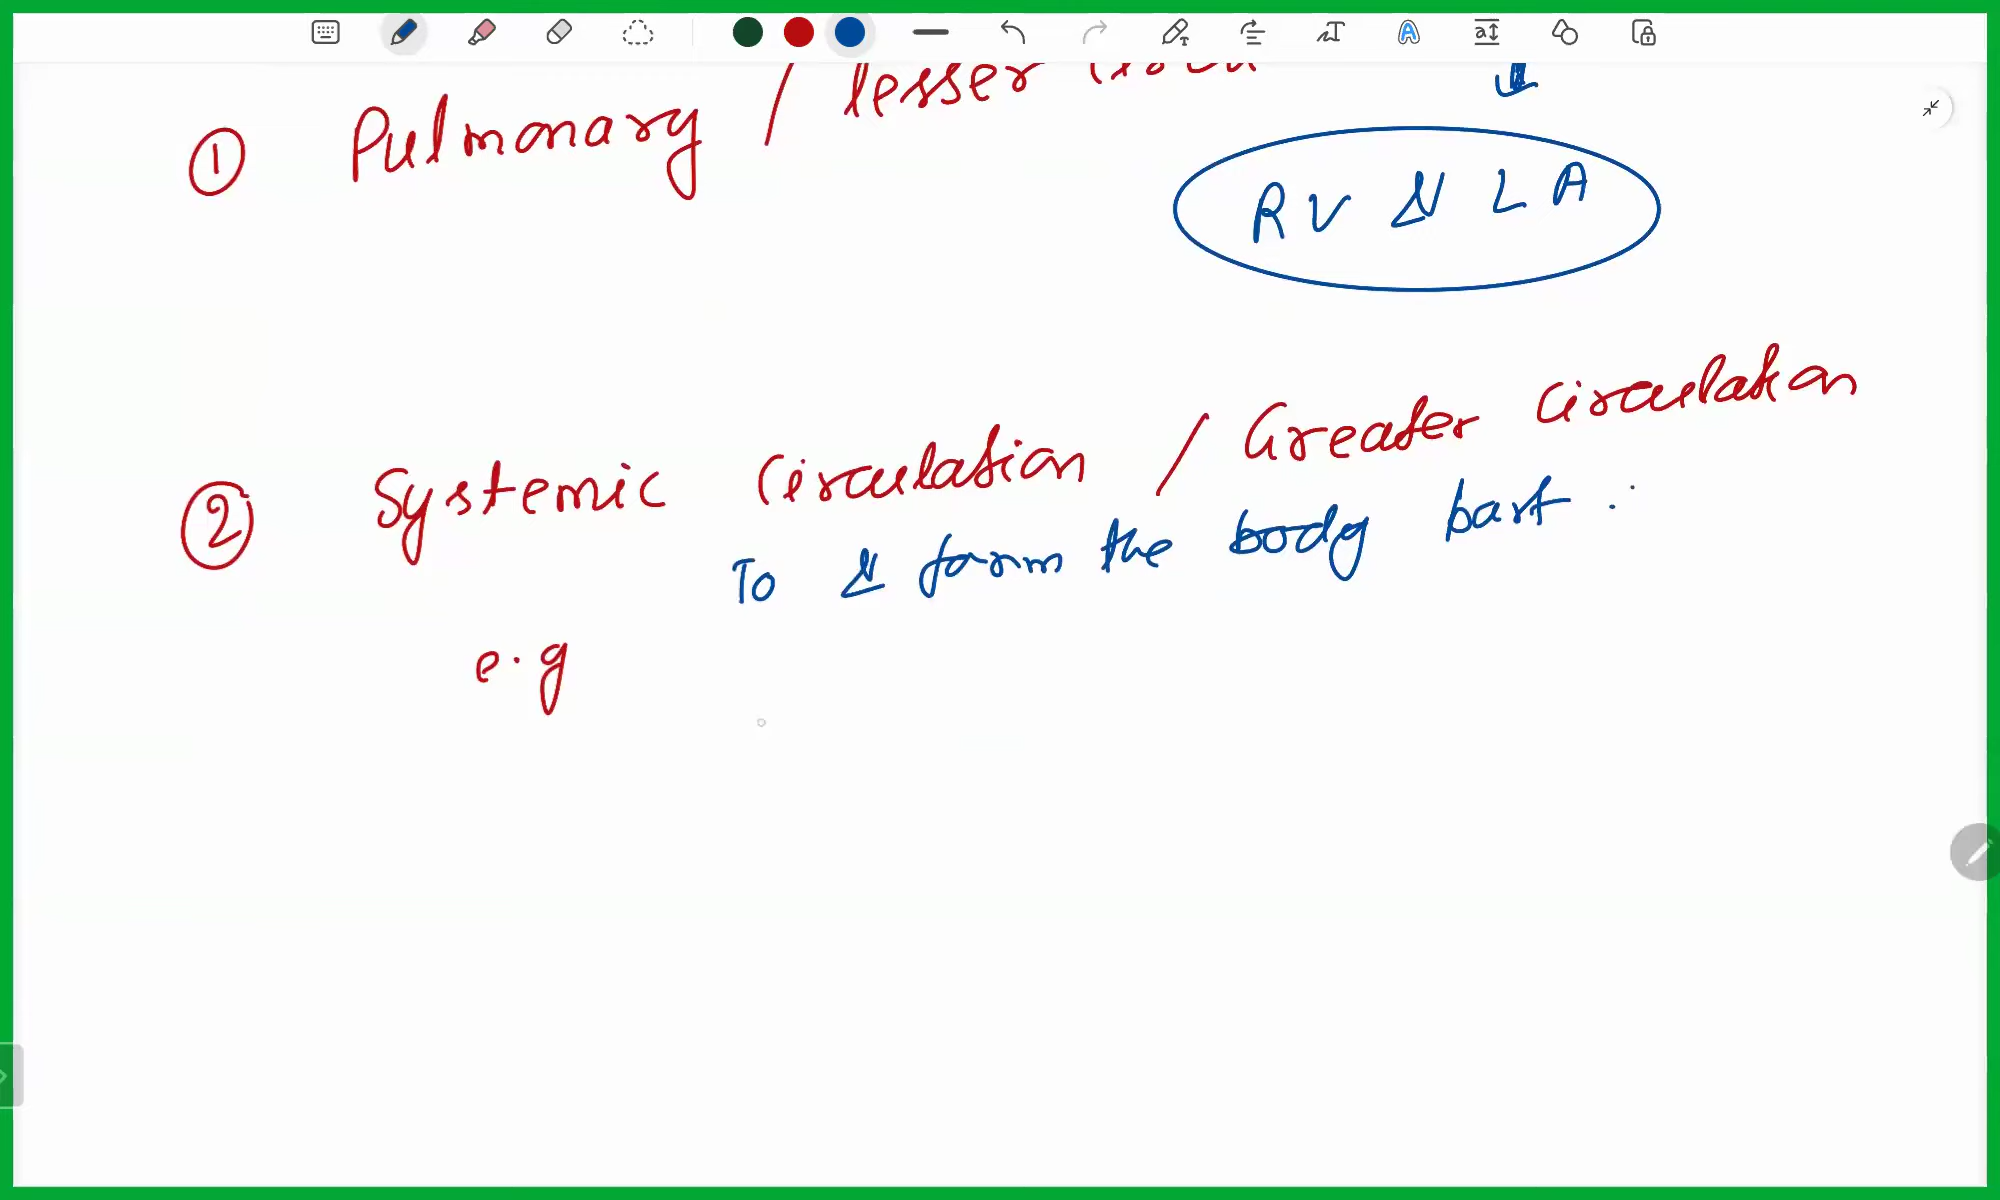 ① Pulmonary / lesser
RV & LA
② Systemic Circulation / Greater Circulation
To & form the body part .
e.g